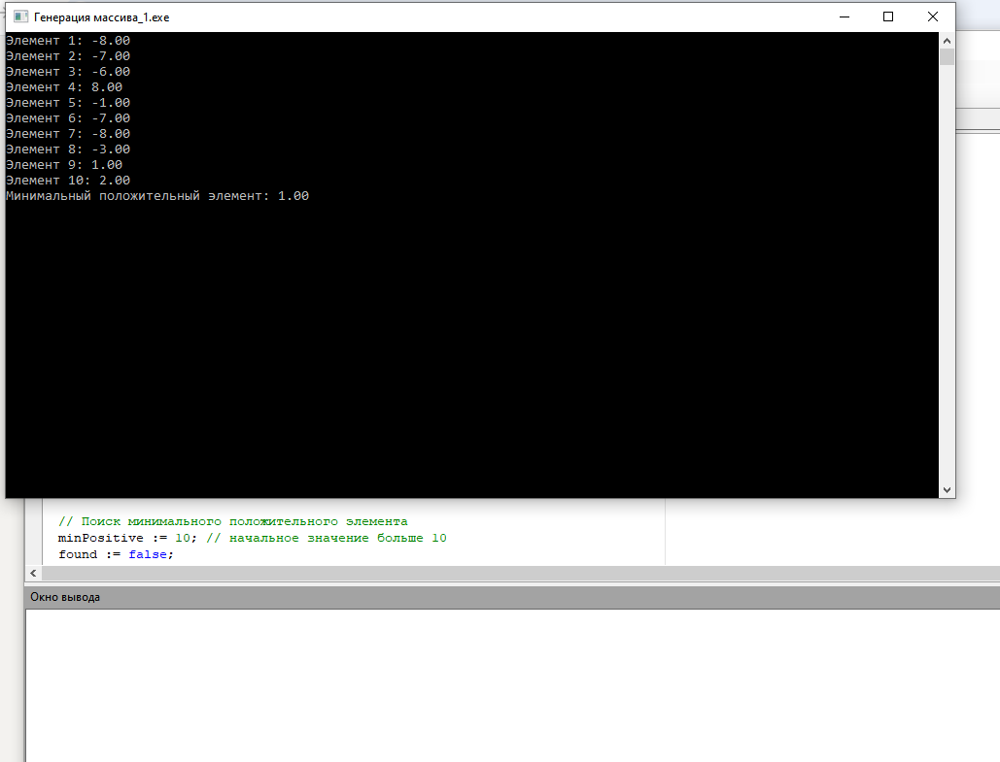 Генерация массива_1.exe
Элемент 1: -8.00
Элемент 2: -7.00
Элемент 3: -6.00
Элемент 4: 8.00
Элемент 5: -1.00
Элемент 6: -7.00
Элемент 7: -8.00
Элемент 8: -3.00
Элемент 9: 1.00
Элемент 10: 2.00
Минимальный положительный элемент: 1.00
// Поиск минимального положительного элемента
minPositive := 10; // начальное значение больше 10
found := false;
Окно вывода